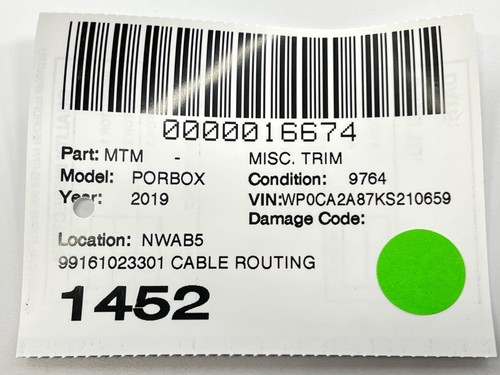 0000016674
Part: MTM - MISC. TRIM
Model: PORBOX Condition: 9764
Year: 2019 VIN:WP0CA2A87KS210659
Damage Code:
Location: NWAB5
99161023301 CABLE ROUTING
1452